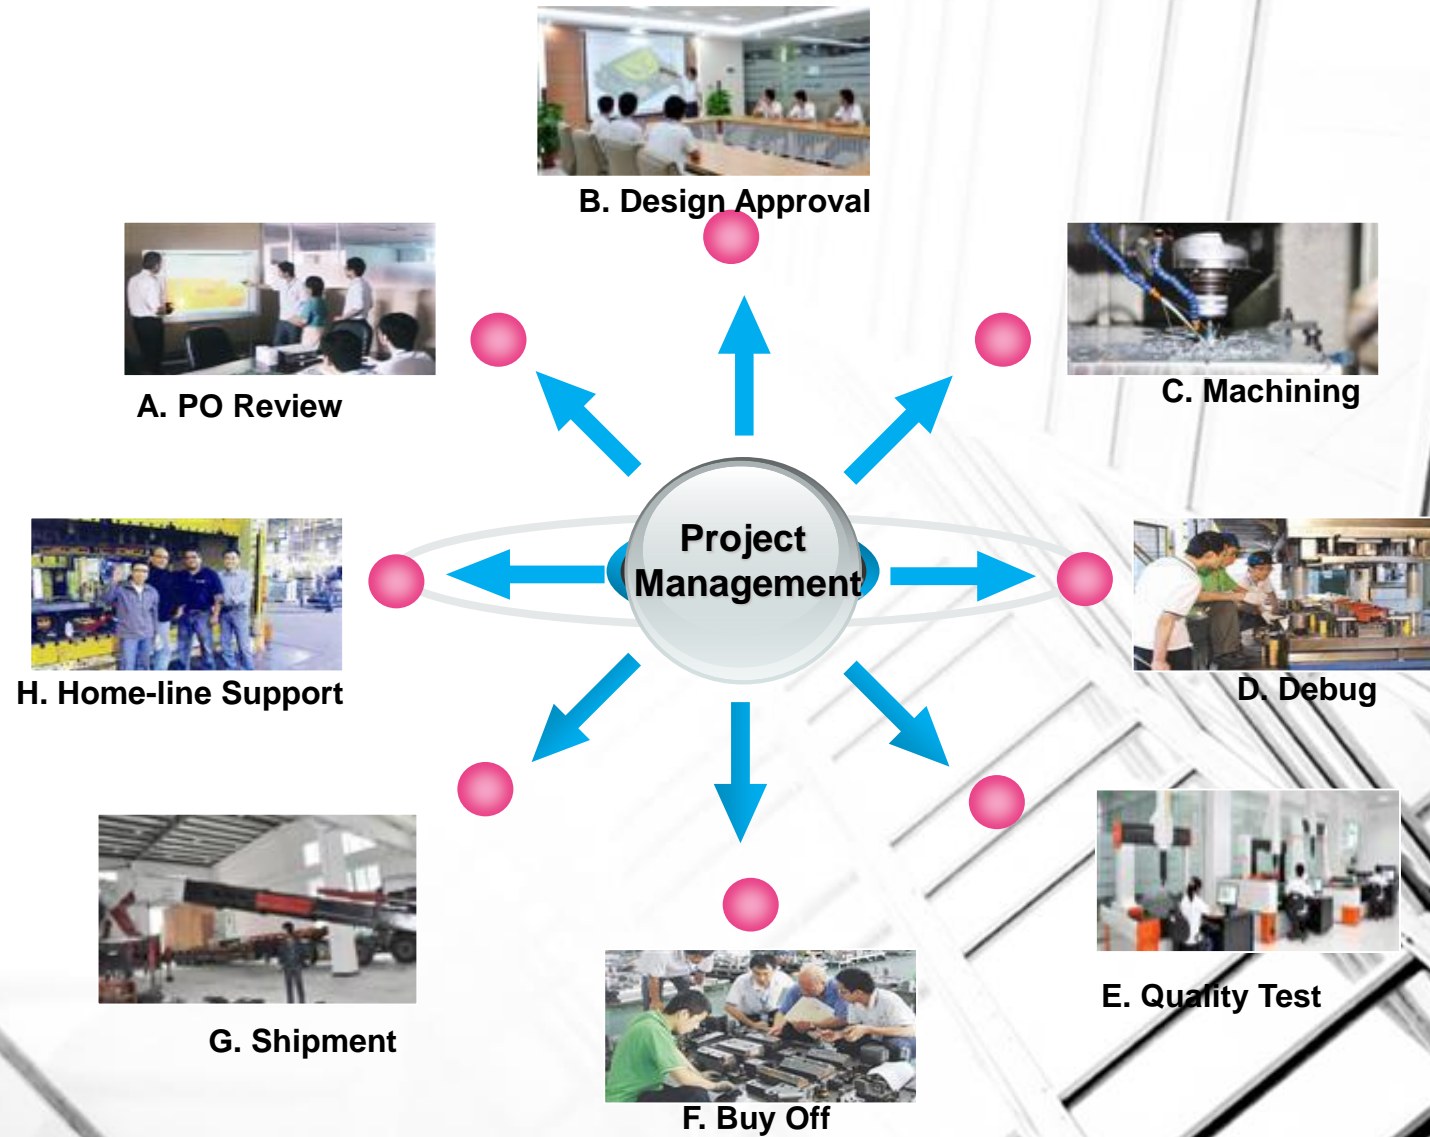 B. Design Approval
A. PO Review
C. Machining
Project
Management
H. Home-line Support
D. Debug
E. Quality Test
G. Shipment
F. Buy Off